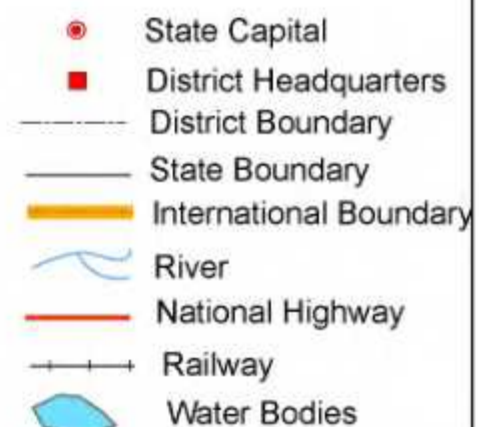 State Capital
District Headquarters
District Boundary
State Boundary
International Boundary
River
National Highway
Railway
Water Bodies